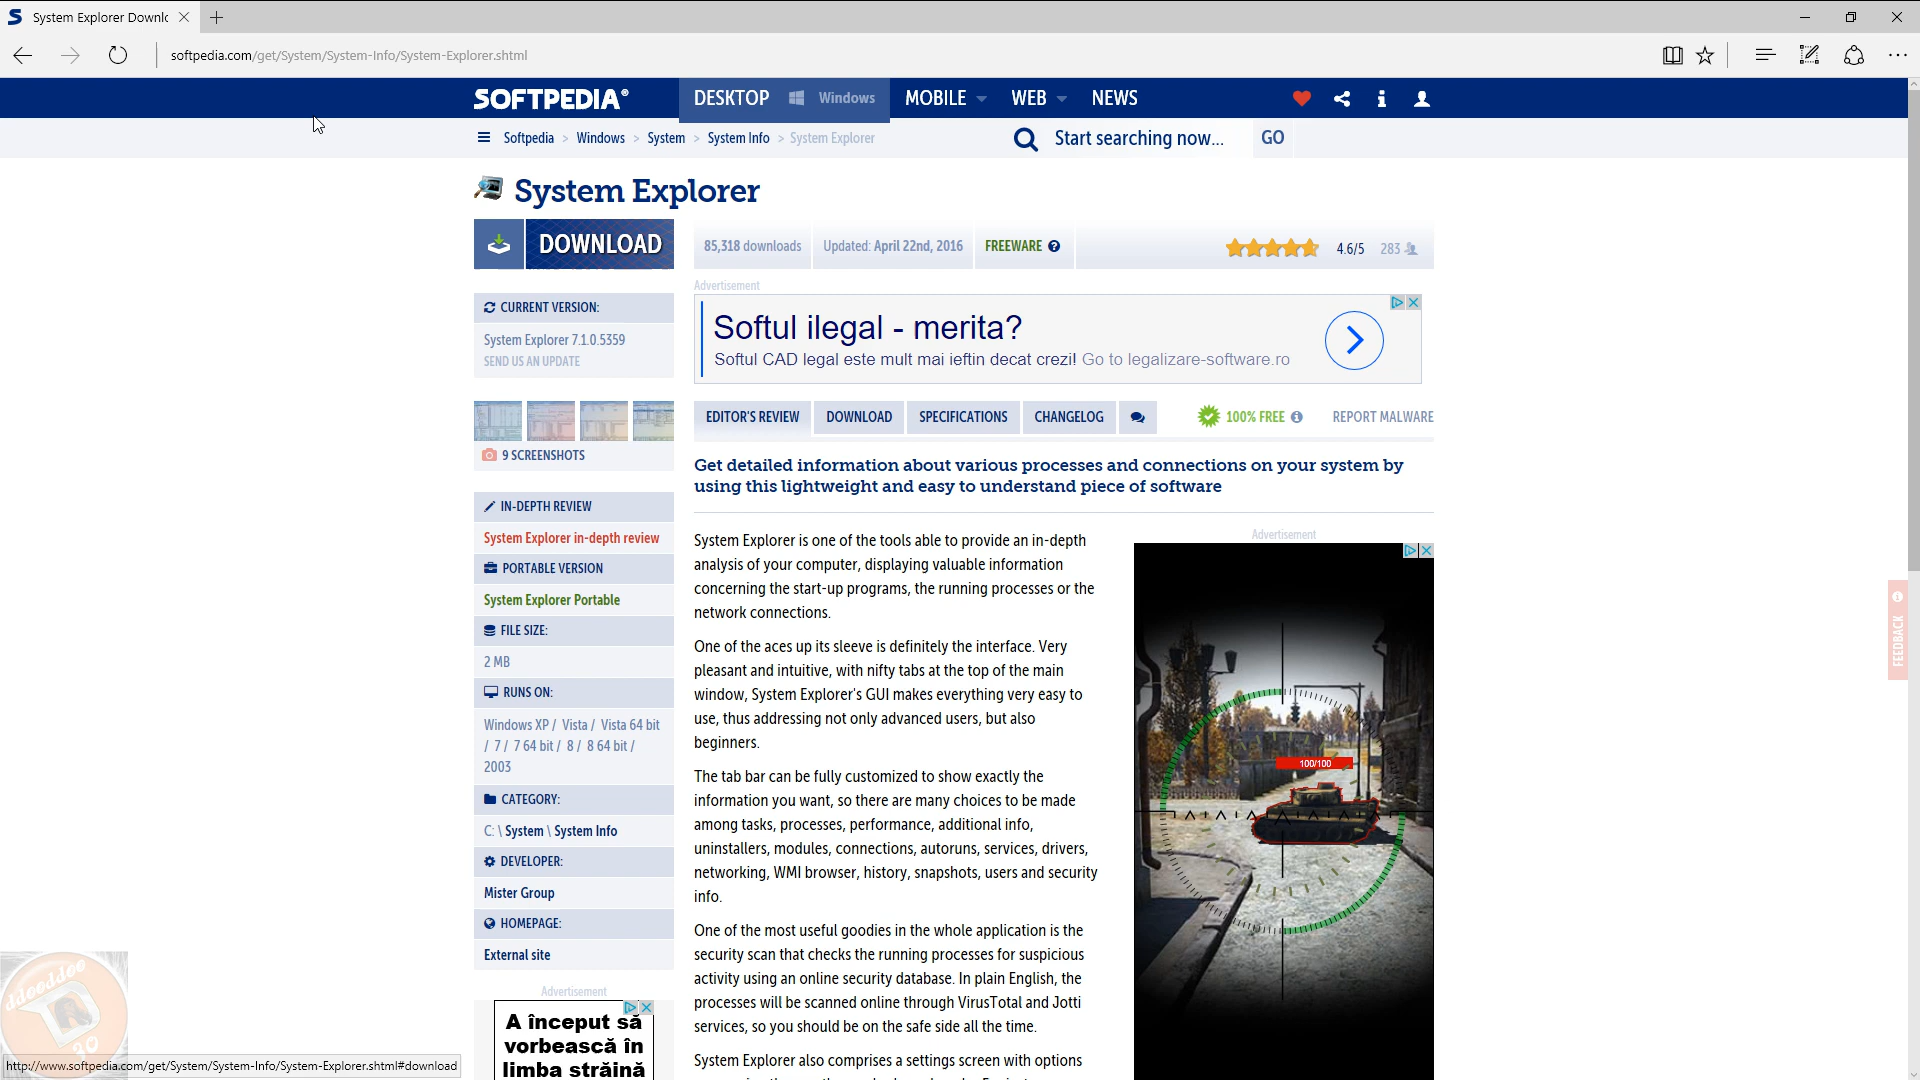 System Explorer Downlo
softpedia.com/get/System/System-Info/System-Explorer.shtml
SOFTPEDIA®
DESKTOP Windows MOBILE WEB NEWS
Softpedia > Windows > System > System Info > System Explorer
Start searching now... GO
System Explorer
DOWNLOAD
85,318 downloads Updated: April 22nd, 2016 FREEWARE 4.6/5 283
Advertisement
Softul ilegal - merita?
Softul CAD legal este mult mai ieftin decat crezi! Go to legalizare-software.ro
CURRENT VERSION:
System Explorer 7.1.0.5359
SEND US AN UPDATE
9 SCREENSHOTS
EDITOR'S REVIEW DOWNLOAD SPECIFICATIONS CHANGELOG 100% FREE REPORT MALWARE
Get detailed information about various processes and connections on your system by
using this lightweight and easy to understand piece of software
IN-DEPTH REVIEW
System Explorer in-depth review
PORTABLE VERSION
System Explorer Portable
FILE SIZE:
2 MB
RUNS ON:
Windows XP / Vista / Vista 64 bit
/ 7 / 7 64 bit / 8 / 8 64 bit /
2003
CATEGORY:
C: \ System \ System Info
DEVELOPER:
Mister Group
HOMEPAGE:
External site
Advertisement
A început să
vorbească în
limba străină
System Explorer is one of the tools able to provide an in-depth
analysis of your computer, displaying valuable information
concerning the start-up programs, the running processes or the
network connections.
One of the aces up its sleeve is definitely the interface. Very
pleasant and intuitive, with nifty tabs at the top of the main
window, System Explorer's GUI makes everything very easy to
use, thus addressing not only advanced users, but also
beginners.
The tab bar can be fully customized to show exactly the
information you want, so there are many choices to be made
among tasks, processes, performance, additional info,
uninstallers, modules, connections, autoruns, services, drivers,
networking, WMI browser, history, snapshots, users and security
info.
One of the most useful goodies in the whole application is the
security scan that checks the running processes for suspicious
activity using an online security database. In plain English, the
processes will be scanned online through VirusTotal and Jotti
services, so you should be on the safe side all the time.
System Explorer also comprises a settings screen with options
Advertisement
100/100
FEEDBACK
ddooddoo
30
http://www.softpedia.com/get/System/System-Info/System-Explorer.shtml#download